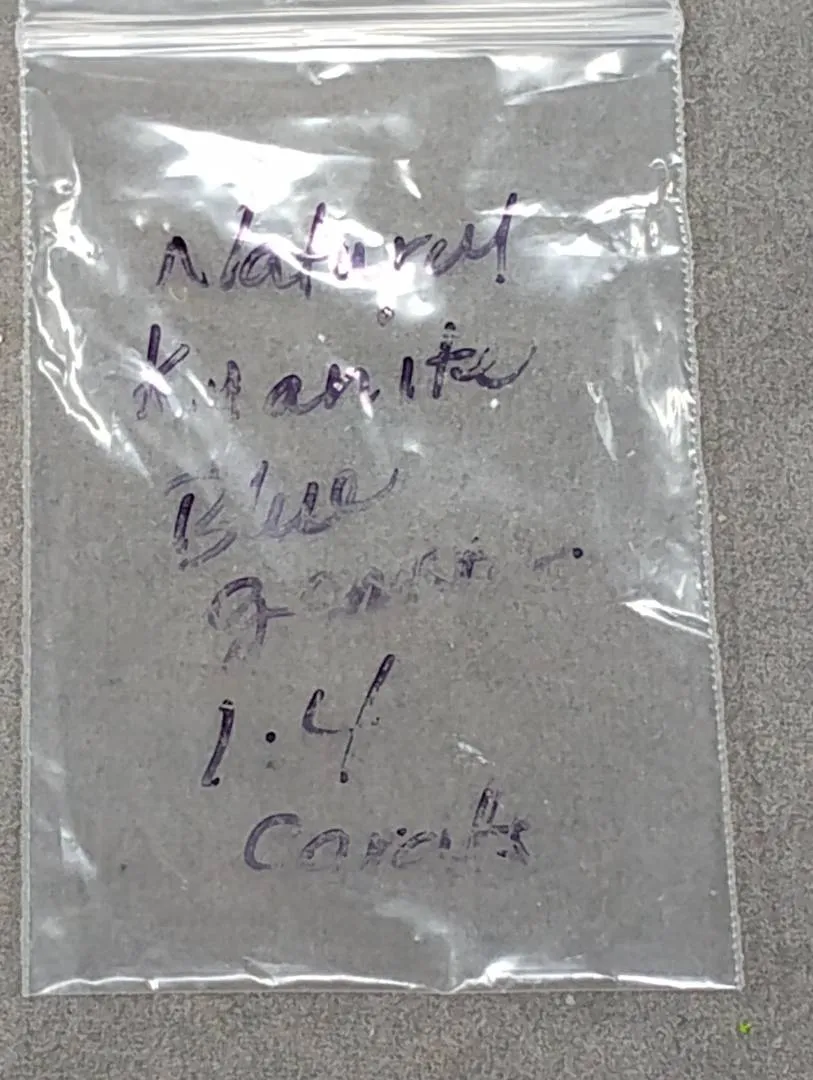 Natural
Kyanite
Blue
1.4
Carats